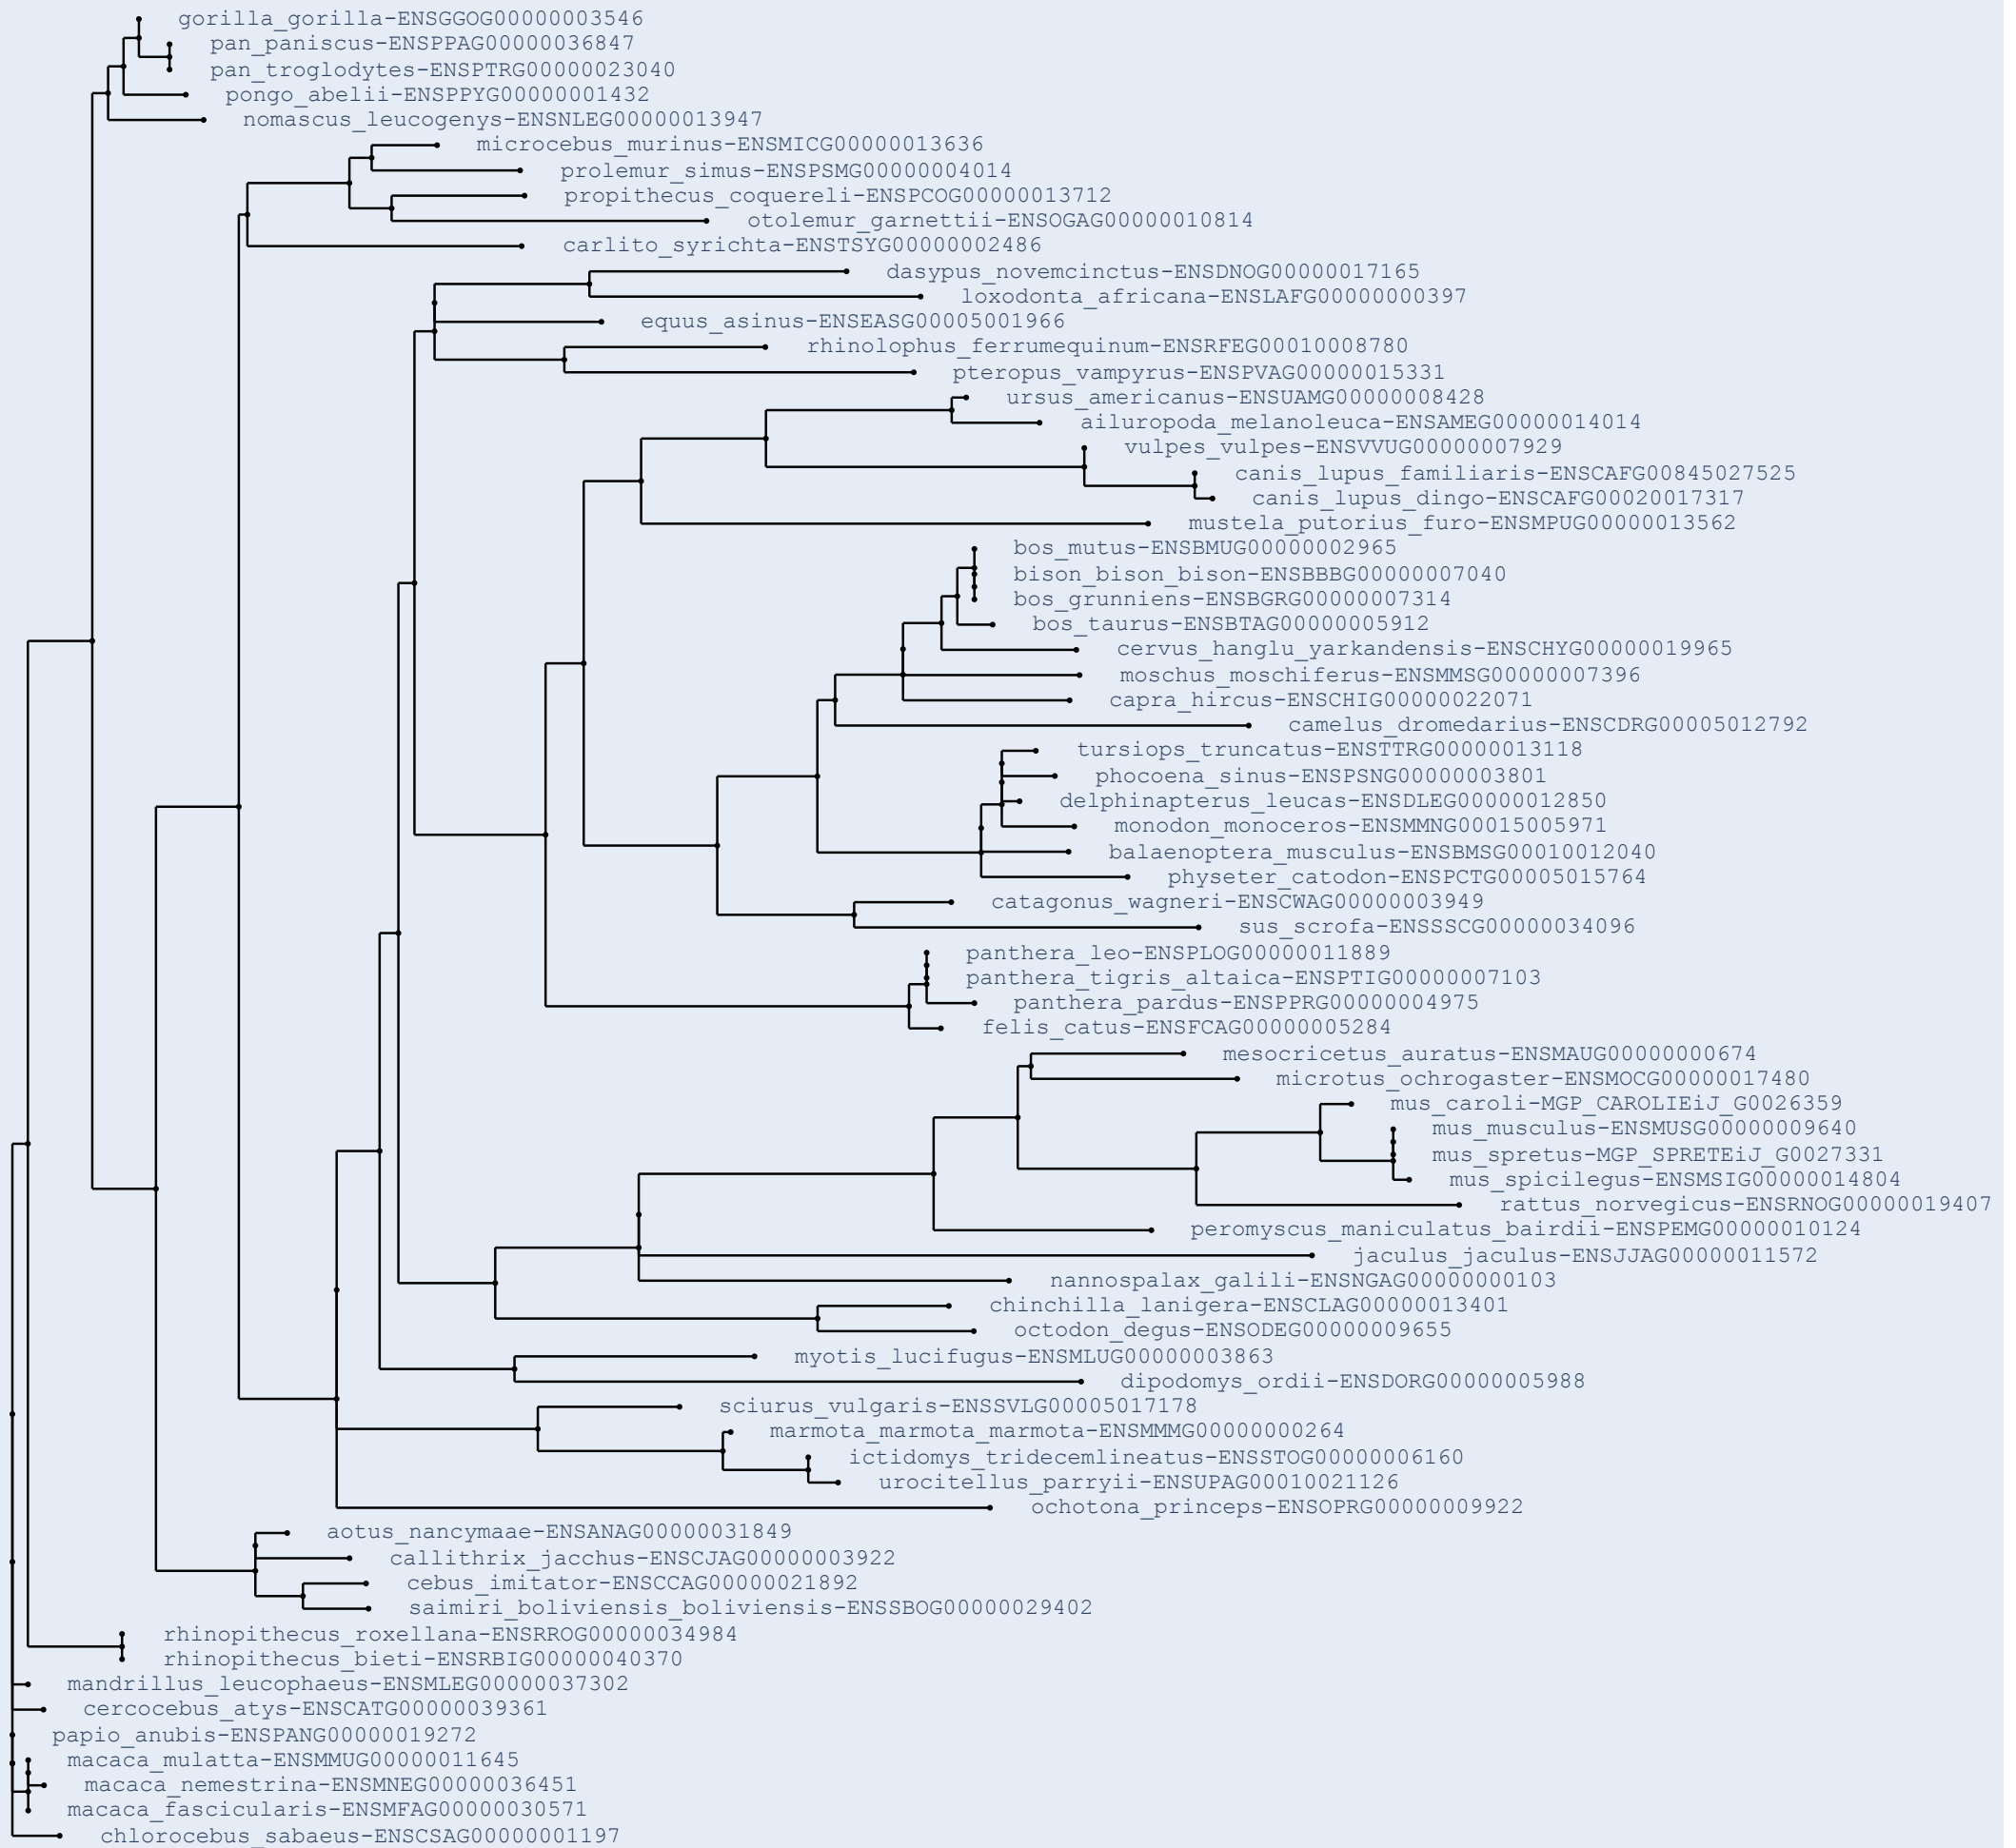 gorilla_gorilla-ENSGGOG00000003546
pan_paniscus-ENSPPAG00000036847
pan_troglodytes-ENSPTRG00000023040
pongo_abelii-ENSPPYG00000001432
nomascus_leucogenys-ENSNLEG00000013947
microcebus_murinus-ENSMICG00000013636
prolemur_simus-ENSPSMG00000004014
propithecus_coquereli-ENSPCOG00000013712
otolemur_garnettii-ENSOGAG00000010814
carlito_syrichta-ENSTSYG00000002486
dasypus_novemcinctus-ENSDNOG00000017165
loxodonta_africana-ENSLAFG00000000397
equus_asinus-ENSEASG00005001966
rhinolophus_ferrumequinum-ENSRFEG00010008780
pteropus_vampyrus-ENSPVAG00000015331
ursus_americanus-ENSUAMG00000008428
ailuropoda_melanoleuca-ENSAMEG00000014014
vulpes_vulpes-ENSVVUG00000007929
canis_lupus_familiaris-ENSCAFG00845027525
canis_lupus_dingo-ENSCAFG00020017317
mustela_putorius_furo-ENSMPUG00000013562
bos_mutus-ENSBMUG00000002965
bison_bison_bison-ENSBBBG00000007040
bos_grunniens-ENSBGRG00000007314
bos_taurus-ENSBTAG00000005912
cervus_hanglu_yarkandensis-ENSCHYG00000019965
moschus_moschiferus-ENSMMSG00000007396
capra_hircus-ENSCHIG00000022071
camelus_dromedarius-ENSCDRG00005012792
tursiops_truncatus-ENSTTRG00000013118
phocoena_sinus-ENSPSNG00000003801
delphinapterus_leucas-ENSDLEG00000012850
monodon_monoceros-ENSMMNG00015005971
balaenoptera_musculus-ENSBMSG00010012040
physeter_catodon-ENSPCTG00005015764
catagonus_wagneri-ENSCWAG00000003949
sus_scrofa-ENSSSCG00000034096
panthera_leo-ENSPLOG00000011889
panthera_tigris_altaica-ENSPTIG00000007103
panthera_pardus-ENSPPRG00000004975
felis_catus-ENSFCAG00000005284
mesocricetus_auratus-ENSMAUG00000000674
microtus_ochrogaster-ENSMOCG00000017480
mus_caroli-MGP_CAROLIEiJ_G0026359
mus_musculus-ENSMUSG00000009640
mus_spretus-MGP_SPRETEiJ_G0027331
mus_spicilegus-ENSMSIG00000014804
rattus_norvegicus-ENSRNOG00000019407
peromyscus_maniculatus_bairdii-ENSPEMG00000010124
jaculus_jaculus-ENSJJAG00000011572
nannospalax_galili-ENSNGAG00000000103
chinchilla_lanigera-ENSCLAG00000013401
octodon_degus-ENSODEG00000009655
myotis_lucifugus-ENSMLUG00000003863
dipodomys_ordii-ENSDORG00000005988
sciurus_vulgaris-ENSSVLG00005017178
marmota_marmota_marmota-ENSMMMG00000000264
ictidomys_tridecemlineatus-ENSSTOG00000006160
urocitellus_parryii-ENSUPAG00010021126
ochotona_princeps-ENSOPRG00000009922
aotus_nancymaae-ENSANAG00000031849
callithrix_jacchus-ENSCJAG00000003922
cebus_imitator-ENSCCAG00000021892
saimiri_boliviensis_boliviensis-ENSSBOG00000029402
rhinopithecus_roxellana-ENSRROG00000034984
rhinopithecus_bieti-ENSRBIG00000040370
mandrillus_leucophaeus-ENSMLEG00000037302
cercocebus_atys-ENSCATG00000039361
papio_anubis-ENSPANG00000019272
macaca_mulatta-ENSMMUG00000011645
macaca_nemestrina-ENSMNEG00000036451
macaca_fascicularis-ENSMFAG00000030571
chlorocebus_sabaeus-ENSCSAG00000001197